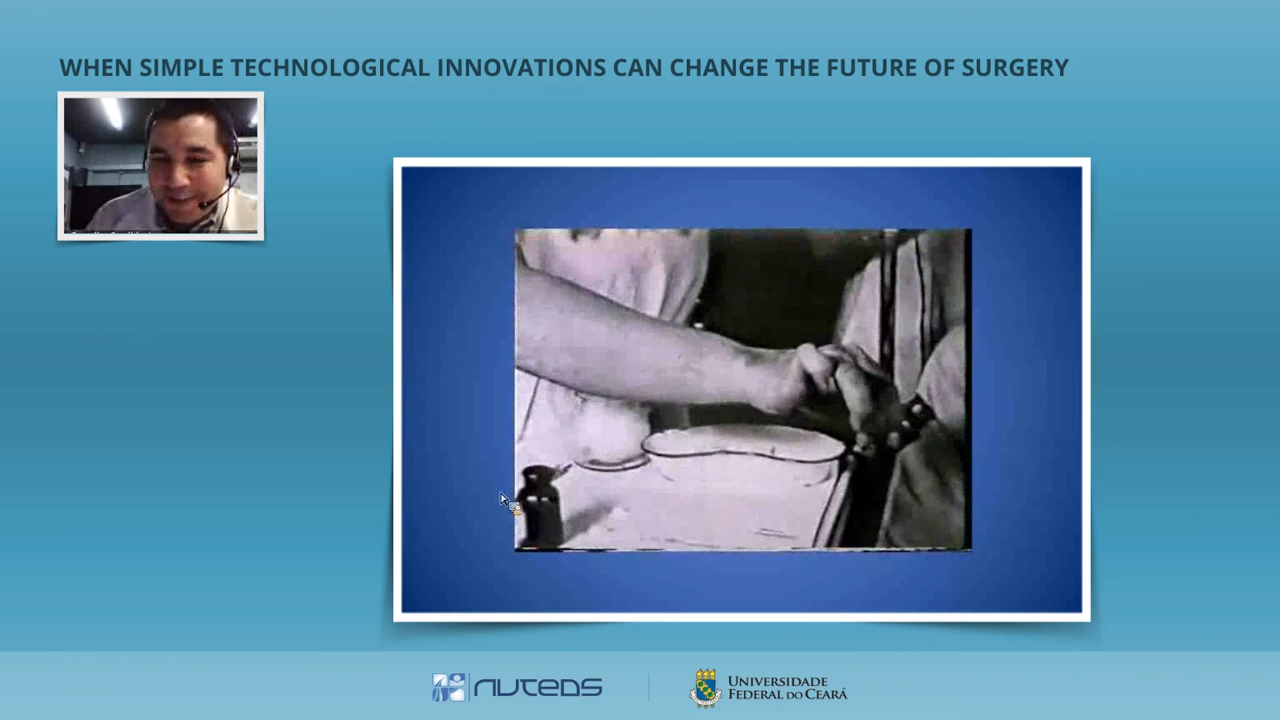 WHEN SIMPLE TECHNOLOGICAL INNOVATIONS CAN CHANGE THE FUTURE OF SURGERY
NUTEDS
UNIVERSIDADE
FEDERAL DO CEARÁ